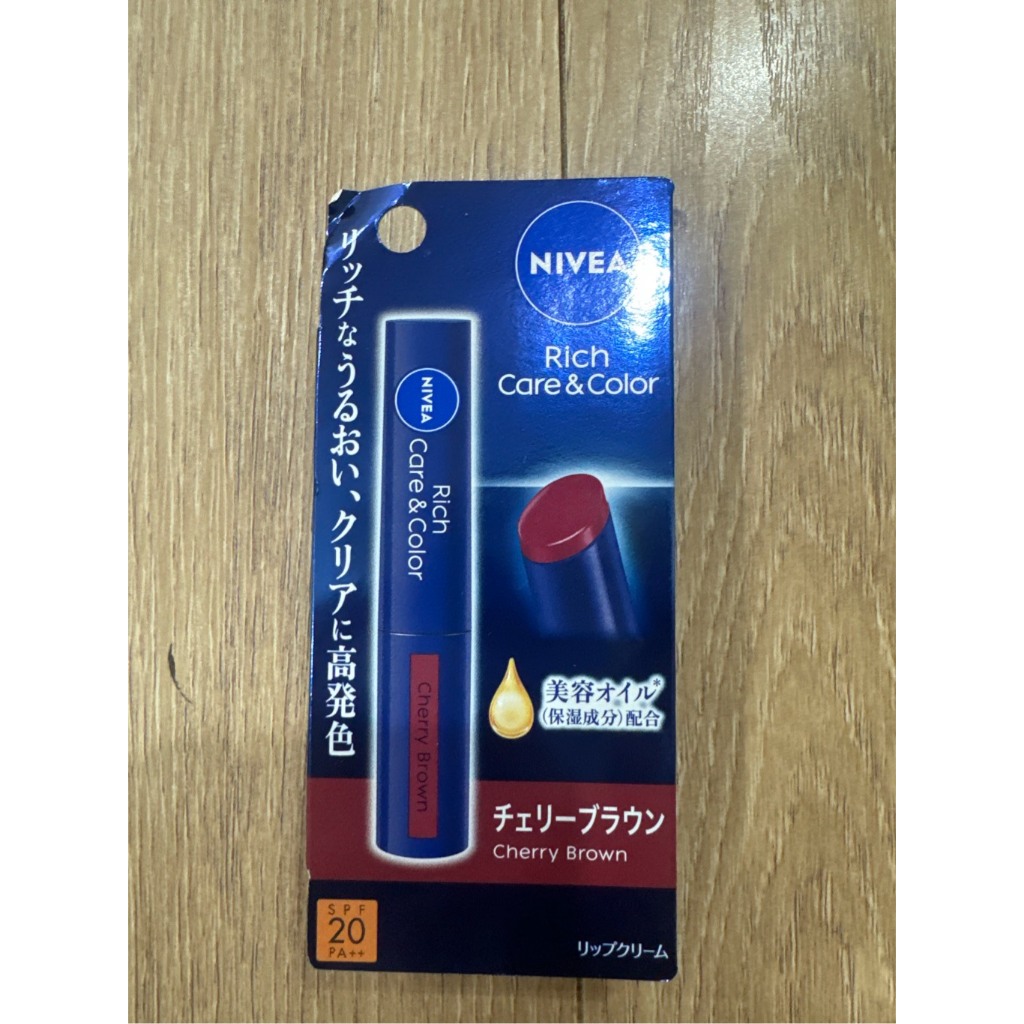 NIVEA
Rich
Care & Color
リッチなうるおい、クリアに高発色
NIVEA
Rich
Care & Color
Cherry Brown
美容オイル*
(保湿成分)配合
チェリーブラウン
Cherry Brown
SPF
20
PA++
リップクリーム